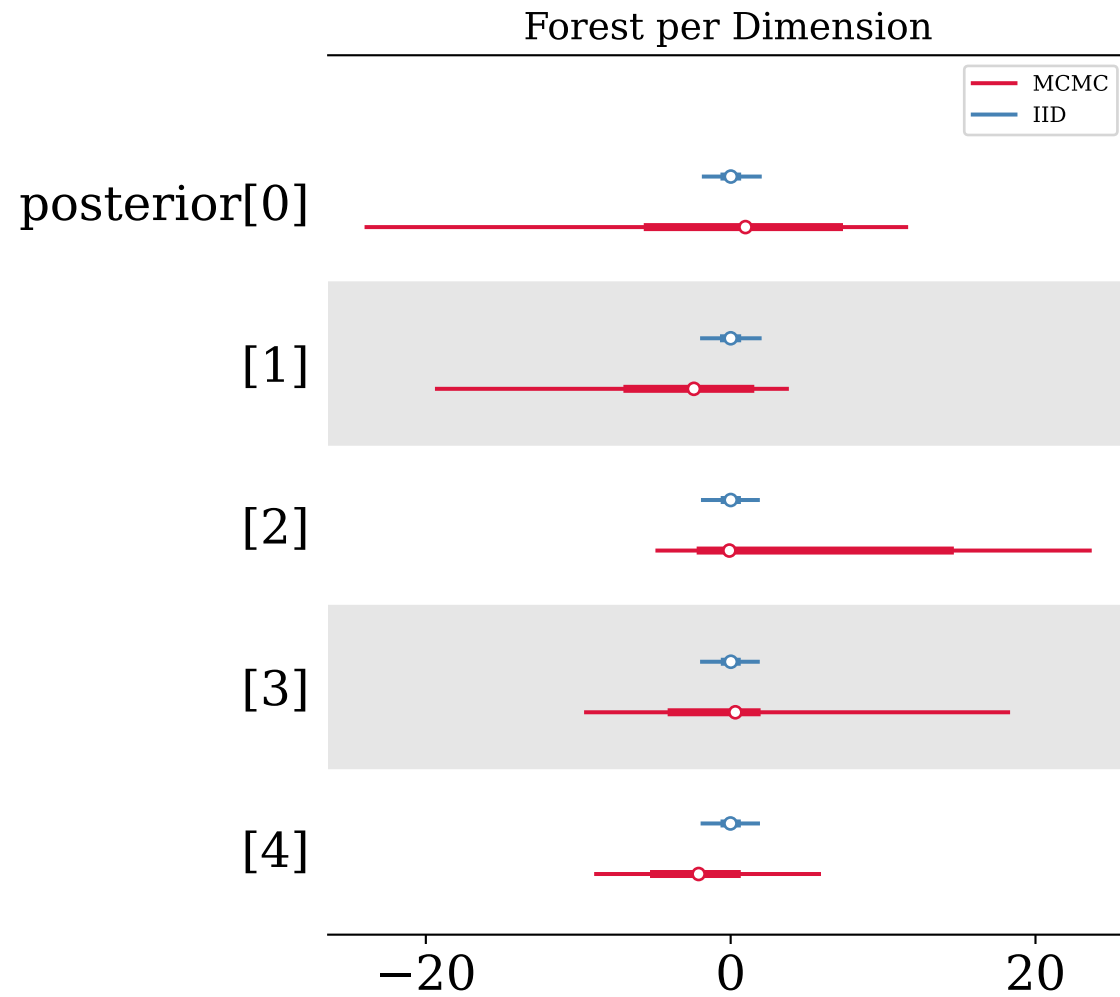 Forest per Dimension
MCMC
IID
posterior[0]
[1]
[2]
[3]
[4]
−20 0 20